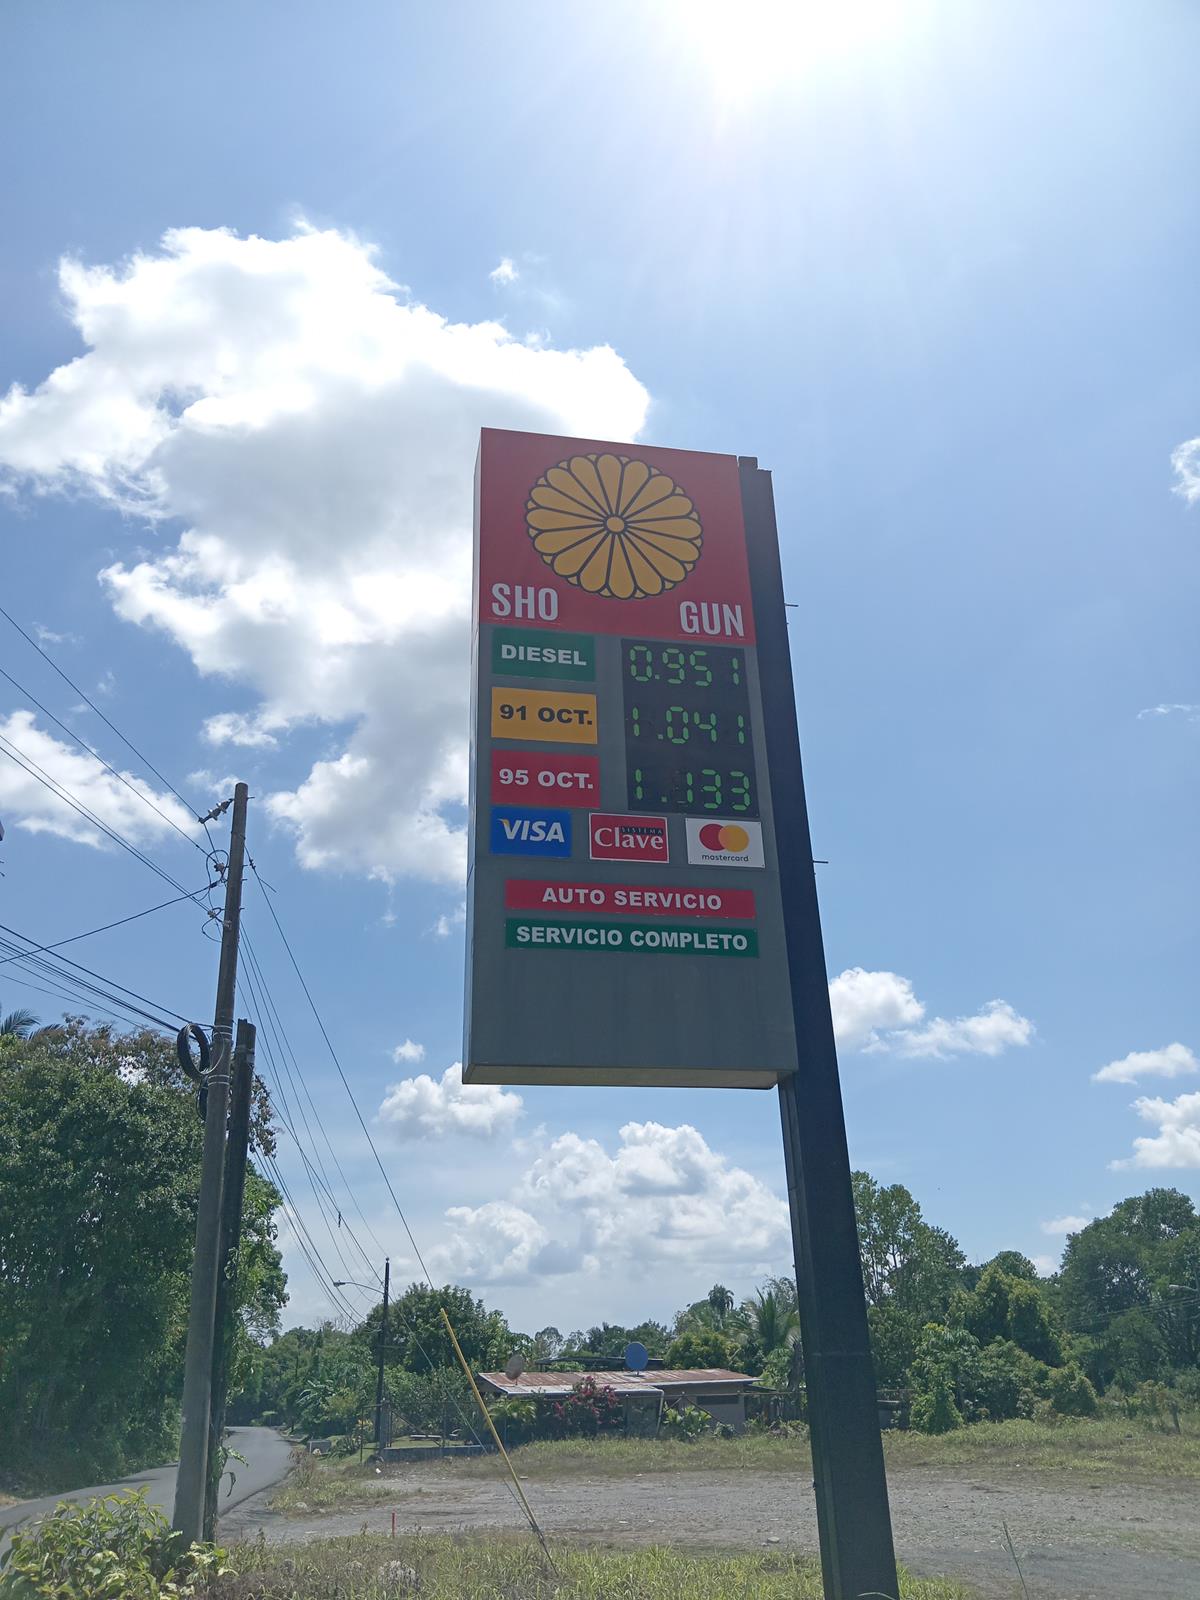 SHO GUN
DIESEL 0.951
91 OCT. 1.041
95 OCT. 1.133
VISA SISTEMA Clave mastercard
AUTO SERVICIO
SERVICIO COMPLETO